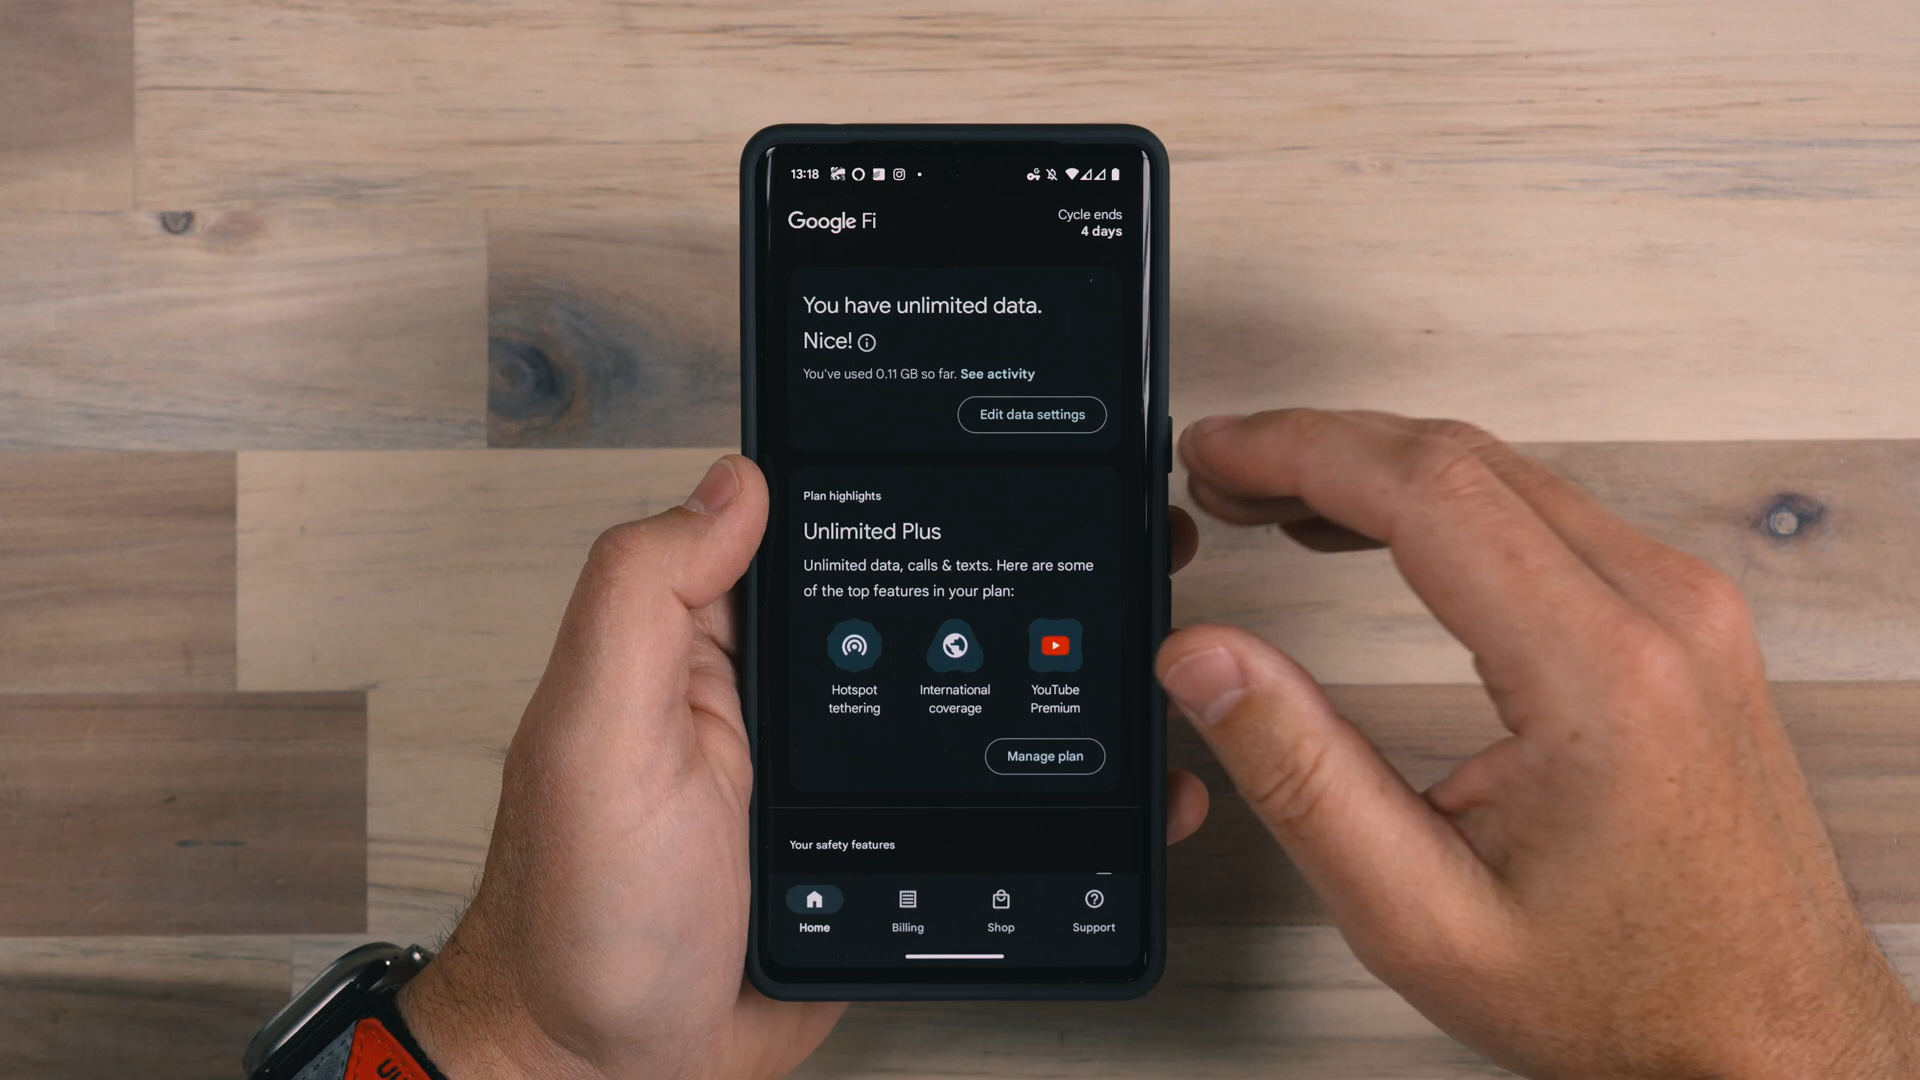 13:18
Google Fi
Cycle ends
4 days
You have unlimited data.
Nice!
You've used 0.11 GB so far. See activity
Edit data settings
Plan highlights
Unlimited Plus
Unlimited data, calls & texts. Here are some
of the top features in your plan:
Hotspot
tethering
International
coverage
YouTube
Premium
Manage plan
Your safety features
Home
Billing
Shop
Support